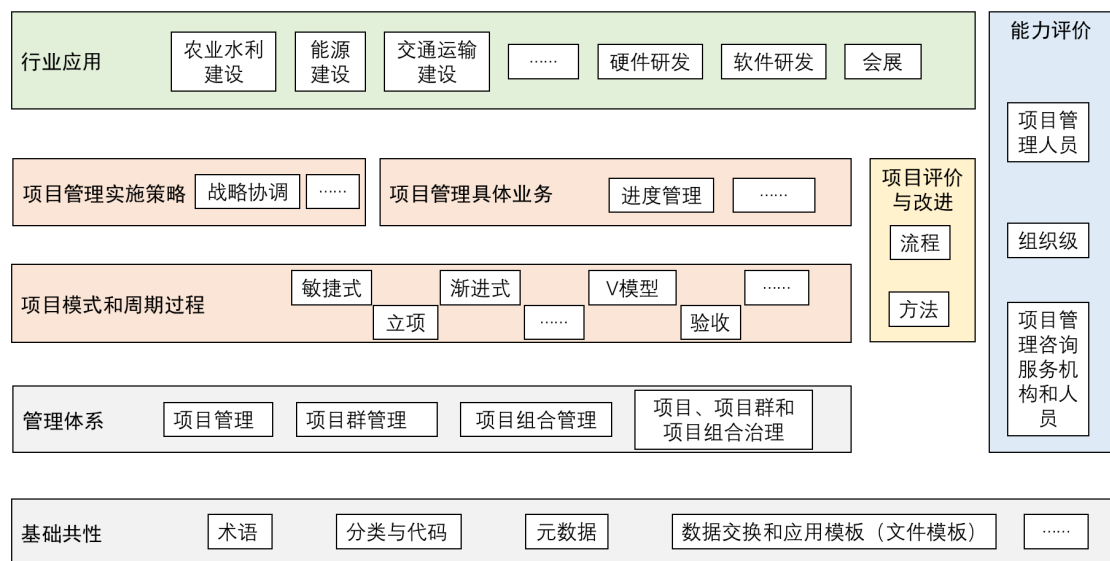 行业应用
农业水利
建设
能源
建设
交通运输
建设
……
硬件研发
软件研发
会展
能力评价
项目管
理人员
组织级
项目管
理咨询
服务机
构和人
员
项目管理实施策略
战略协调
……
项目管理具体业务
进度管理
……
项目评价
与改进
流程
方法
项目模式和周期过程
敏捷式
渐进式
V模型
……
立项
……
验收
管理体系
项目管理
项目群管理
项目组合管理
项目、项目群和
项目组合治理
基础共性
术语
分类与代码
元数据
数据交换和应用模板（文件模板）
……